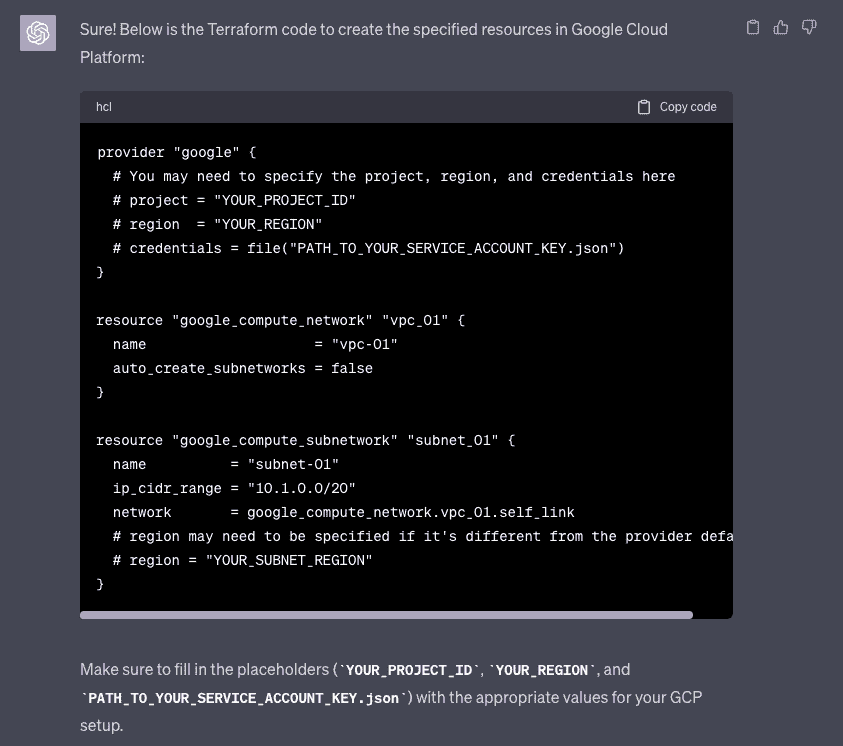 Sure! Below is the Terraform code to create the specified resources in Google Cloud
Platform:
hcl
Copy code
provider "google" {
  # You may need to specify the project, region, and credentials here
  # project = "YOUR_PROJECT_ID"
  # region  = "YOUR_REGION"
  # credentials = file("PATH_TO_YOUR_SERVICE_ACCOUNT_KEY.json")
}
resource "google_compute_network" "vpc_01" {
  name                    = "vpc-01"
  auto_create_subnetworks = false
}
resource "google_compute_subnetwork" "subnet_01" {
  name          = "subnet-01"
  ip_cidr_range = "10.1.0.0/20"
  network       = google_compute_network.vpc_01.self_link
  # region may need to be specified if it's different from the provider defa
  # region = "YOUR_SUBNET_REGION"
}
Make sure to fill in the placeholders (`YOUR_PROJECT_ID`, `YOUR_REGION`, and
`PATH_TO_YOUR_SERVICE_ACCOUNT_KEY.json`) with the appropriate values for your GCP
setup.